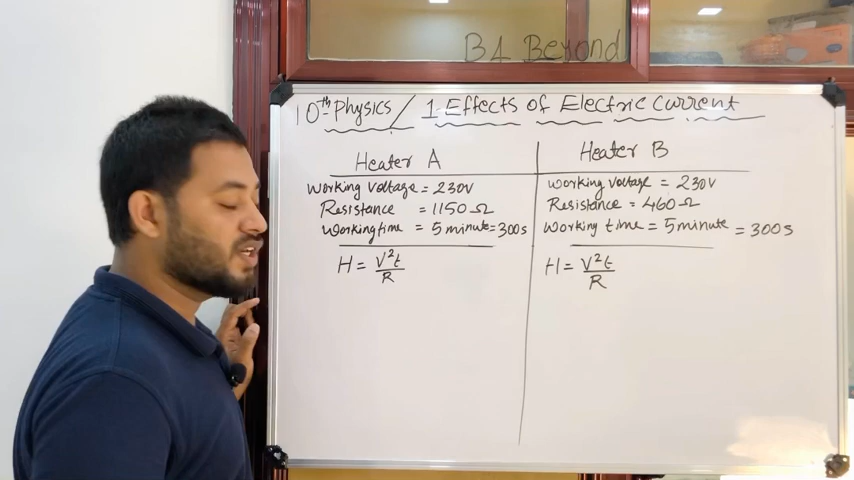 B4 Beyond
10th Physics / 1 Effects of Electric Current
Heater A
Working Voltage = 230V
Resistance = 1150 Ω
Working time = 5 minute = 300s
H = V²t/R
Heater B
Working Voltage = 230V
Resistance = 460 Ω
Working time = 5 minute = 300s
H = V²t/R